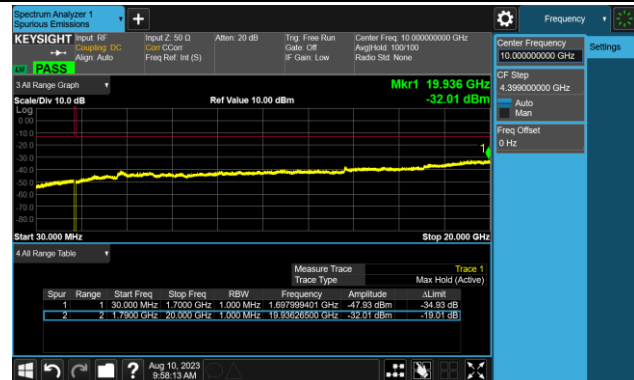 Spectrum Analyzer 1
Spurious Emissions
+
Frequency
KEYSIGHT
Input: RF
Coupling: DC
Align: Auto
Input Z: 50 Ω
Corr CCorr
Freq Ref: Int (S)
Atten: 20 dB
Trig: Free Run
Gate: Off
IF Gain: Low
Center Freq: 10.000000000 GHz
Avg|Hold: 100/100
Radio Std: None
PASS
Center Frequency
10.000000000 GHz
Settings
CF Step
4.399000000 GHz
Auto
Man
Freq Offset
0 Hz
3 All Range Graph
Mkr1 19.936 GHz
-32.01 dBm
Scale/Div 10.0 dB
Ref Value 10.00 dBm
Log
0.00
-10.0
-20.0
-30.0
-40.0
-50.0
-60.0
-70.0
-80.0
1
Start 30.000 MHz
Stop 20.000 GHz
4 All Range Table
Measure Trace Trace 1
Trace Type Max Hold (Active)
Spur Range Start Freq Stop Freq RBW Frequency Amplitude ΔLimit
1 1 30.000 MHz 1.7000 GHz 1.000 MHz 1.697999401 GHz -47.93 dBm -34.93 dB
2 2 1.7900 GHz 20.000 GHz 1.000 MHz 19.93626500 GHz -32.01 dBm -19.01 dB
?
Aug 10, 2023
9:58:13 AM